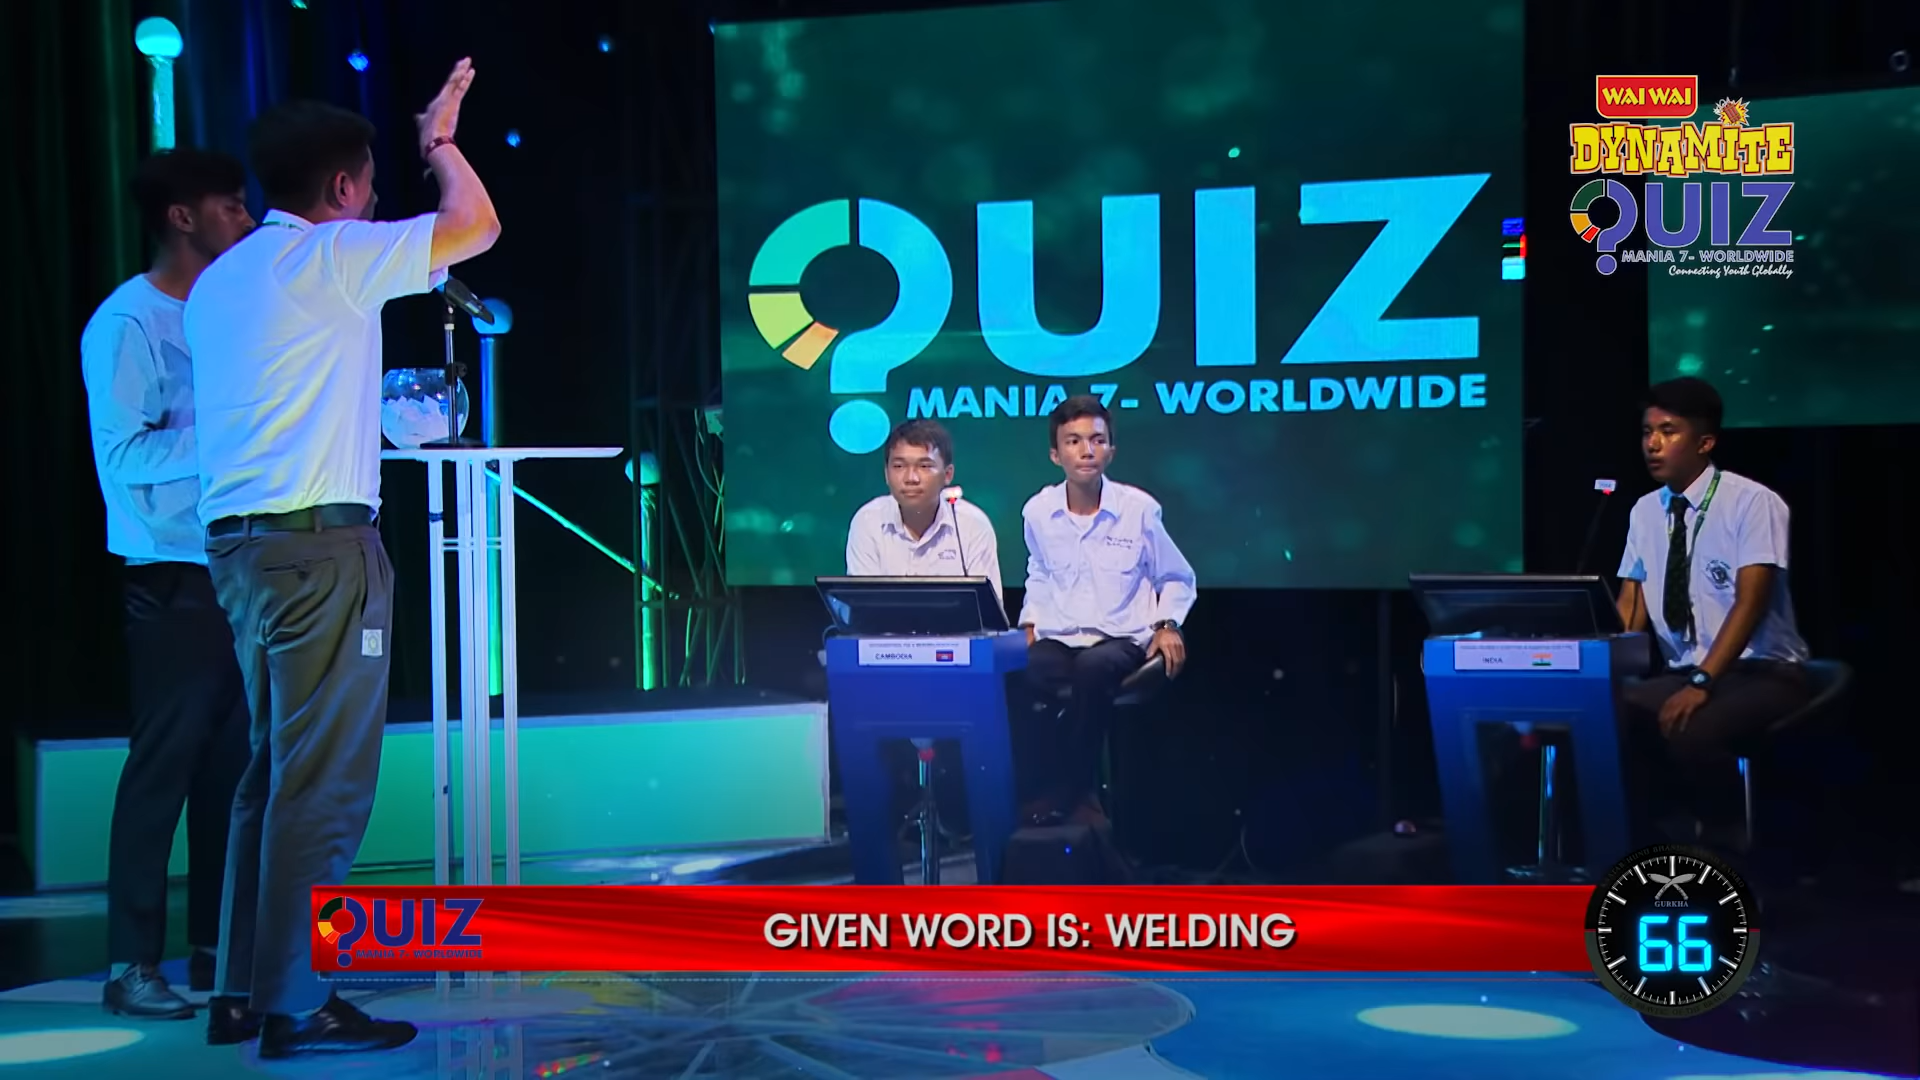 WAI WAI
DYNAMITE
QUIZ
MANIA 7- WORLDWIDE
Connecting Youth Globally
QUIZ
MANIA 7- WORLDWIDE
CAMBODIA
INDIA
QUIZ
MANIA 7- WORLDWIDE
GIVEN WORD IS: WELDING
GURKHA
66